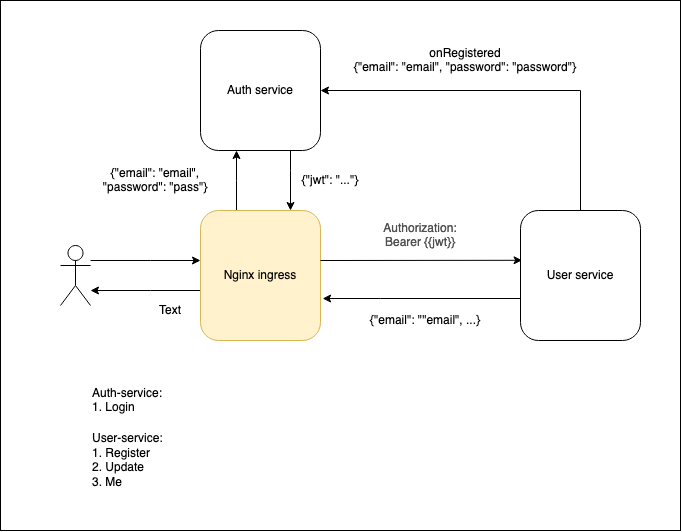 onRegistered
{"email": "email", "password": "password"}
Auth service
{"email": "email",
"password": "pass"}
{"jwt": "..."}
Authorization:
Bearer {{jwt}}
Nginx ingress
User service
Text
{"email": ""email", ...}
Auth-service:
1. Login
User-service:
1. Register
2. Update
3. Me